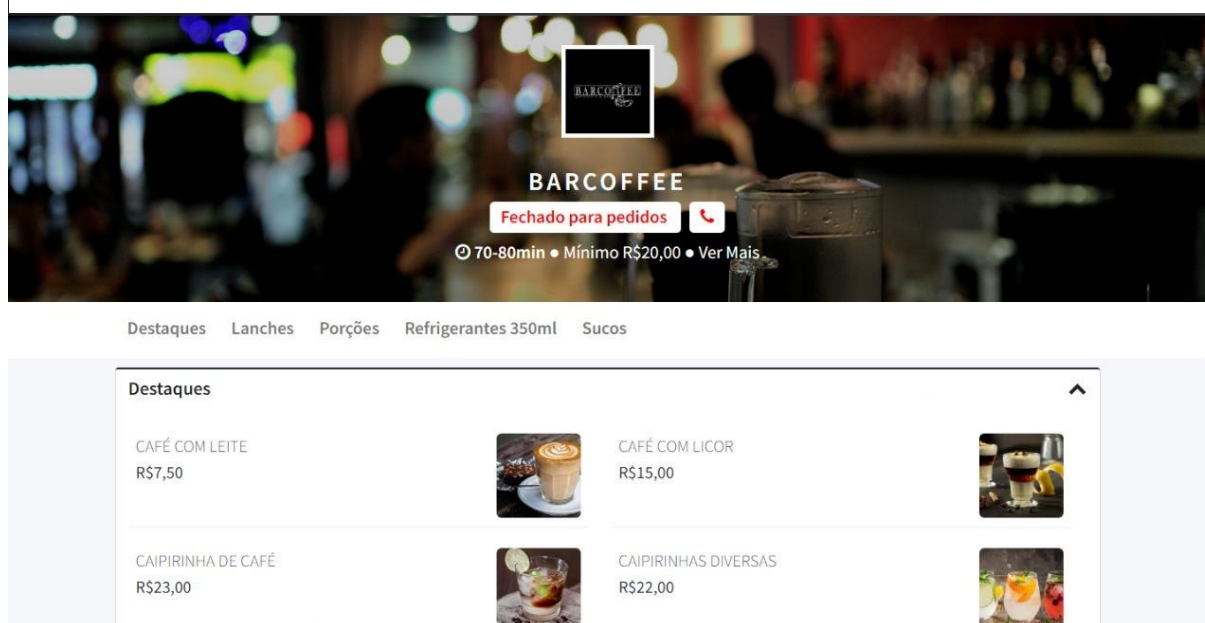 BARCOFFEE
BARCOFFEE
Fechado para pedidos
70-80min ● Mínimo R$20,00 ● Ver Mais
Destaques Lanches Porções Refrigerantes 350ml Sucos
Destaques
CAFÉ COM LEITE
R$7,50
CAFÉ COM LICOR
R$15,00
CAIPIRINHA DE CAFÉ
R$23,00
CAIPIRINHAS DIVERSAS
R$22,00